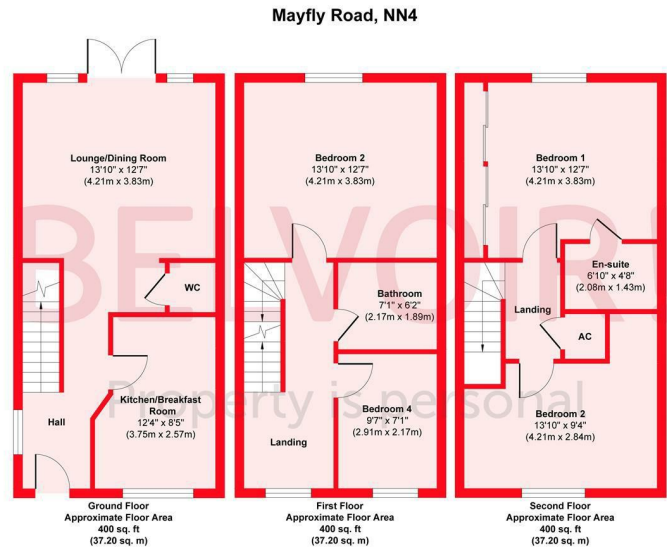 Mayfly Road, NN4
Lounge/Dining Room
13'10" x 12'7"
(4.21m x 3.83m)
WC
Kitchen/Breakfast
Room
12'4" x 8'5"
(3.75m x 2.57m)
Hall
Ground Floor
Approximate Floor Area
400 sq. ft
(37.20 sq. m)
Bedroom 2
13'10" x 12'7"
(4.21m x 3.83m)
Bathroom
7'1" x 6'2"
(2.17m x 1.89m)
Bedroom 4
9'7" x 7'1"
(2.91m x 2.17m)
Landing
First Floor
Approximate Floor Area
400 sq. ft
(37.20 sq. m)
Bedroom 1
13'10" x 12'7"
(4.21m x 3.83m)
En-suite
6'10" x 4'8"
(2.08m x 1.43m)
Landing
AC
Bedroom 2
13'10" x 9'4"
(4.21m x 2.84m)
Second Floor
Approximate Floor Area
400 sq. ft
(37.20 sq. m)
BELVOIR!
Property is personal